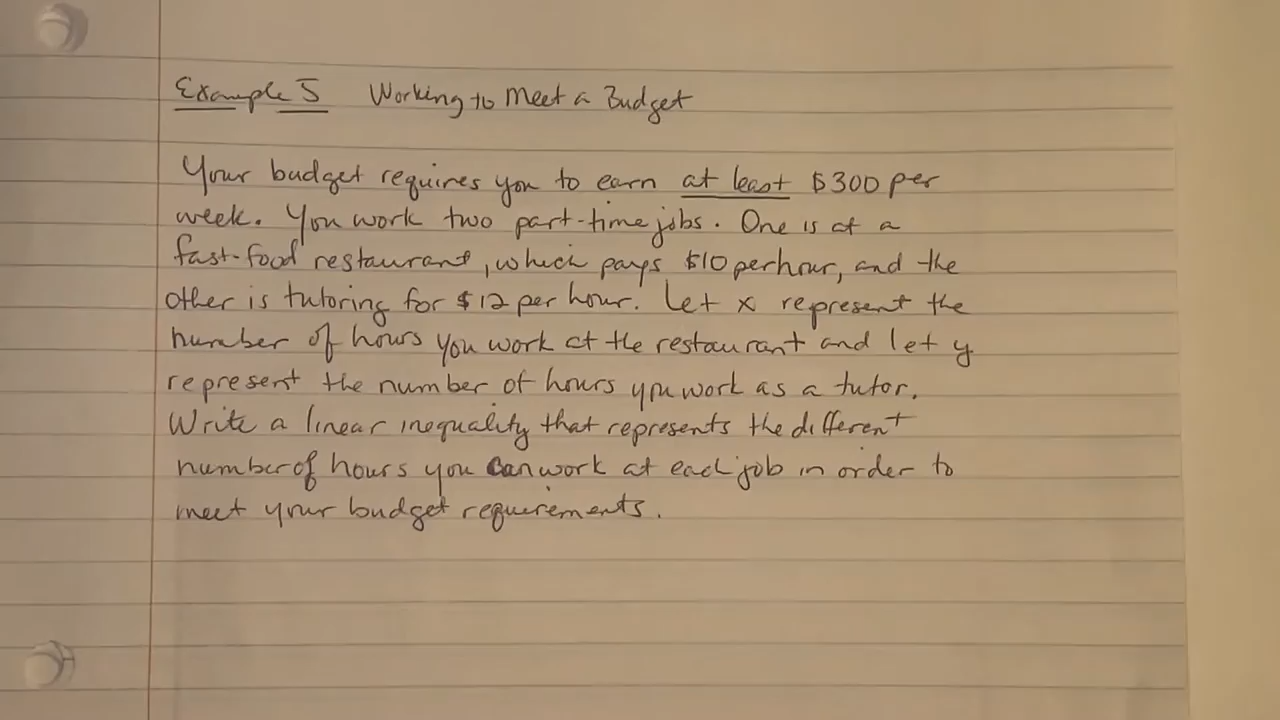 Example 5 Working to Meet a Budget
Your budget requires you to earn at least $300 per
week. You work two part-time jobs. One is at a
fast-food restaurant, which pays $10 per hour, and the
other is tutoring for $12 per hour. Let x represent the
number of hours you work at the restaurant and let y
represent the number of hours you work as a tutor.
Write a linear inequality that represents the different
number of hours you can work at each job in order to
meet your budget requirements.